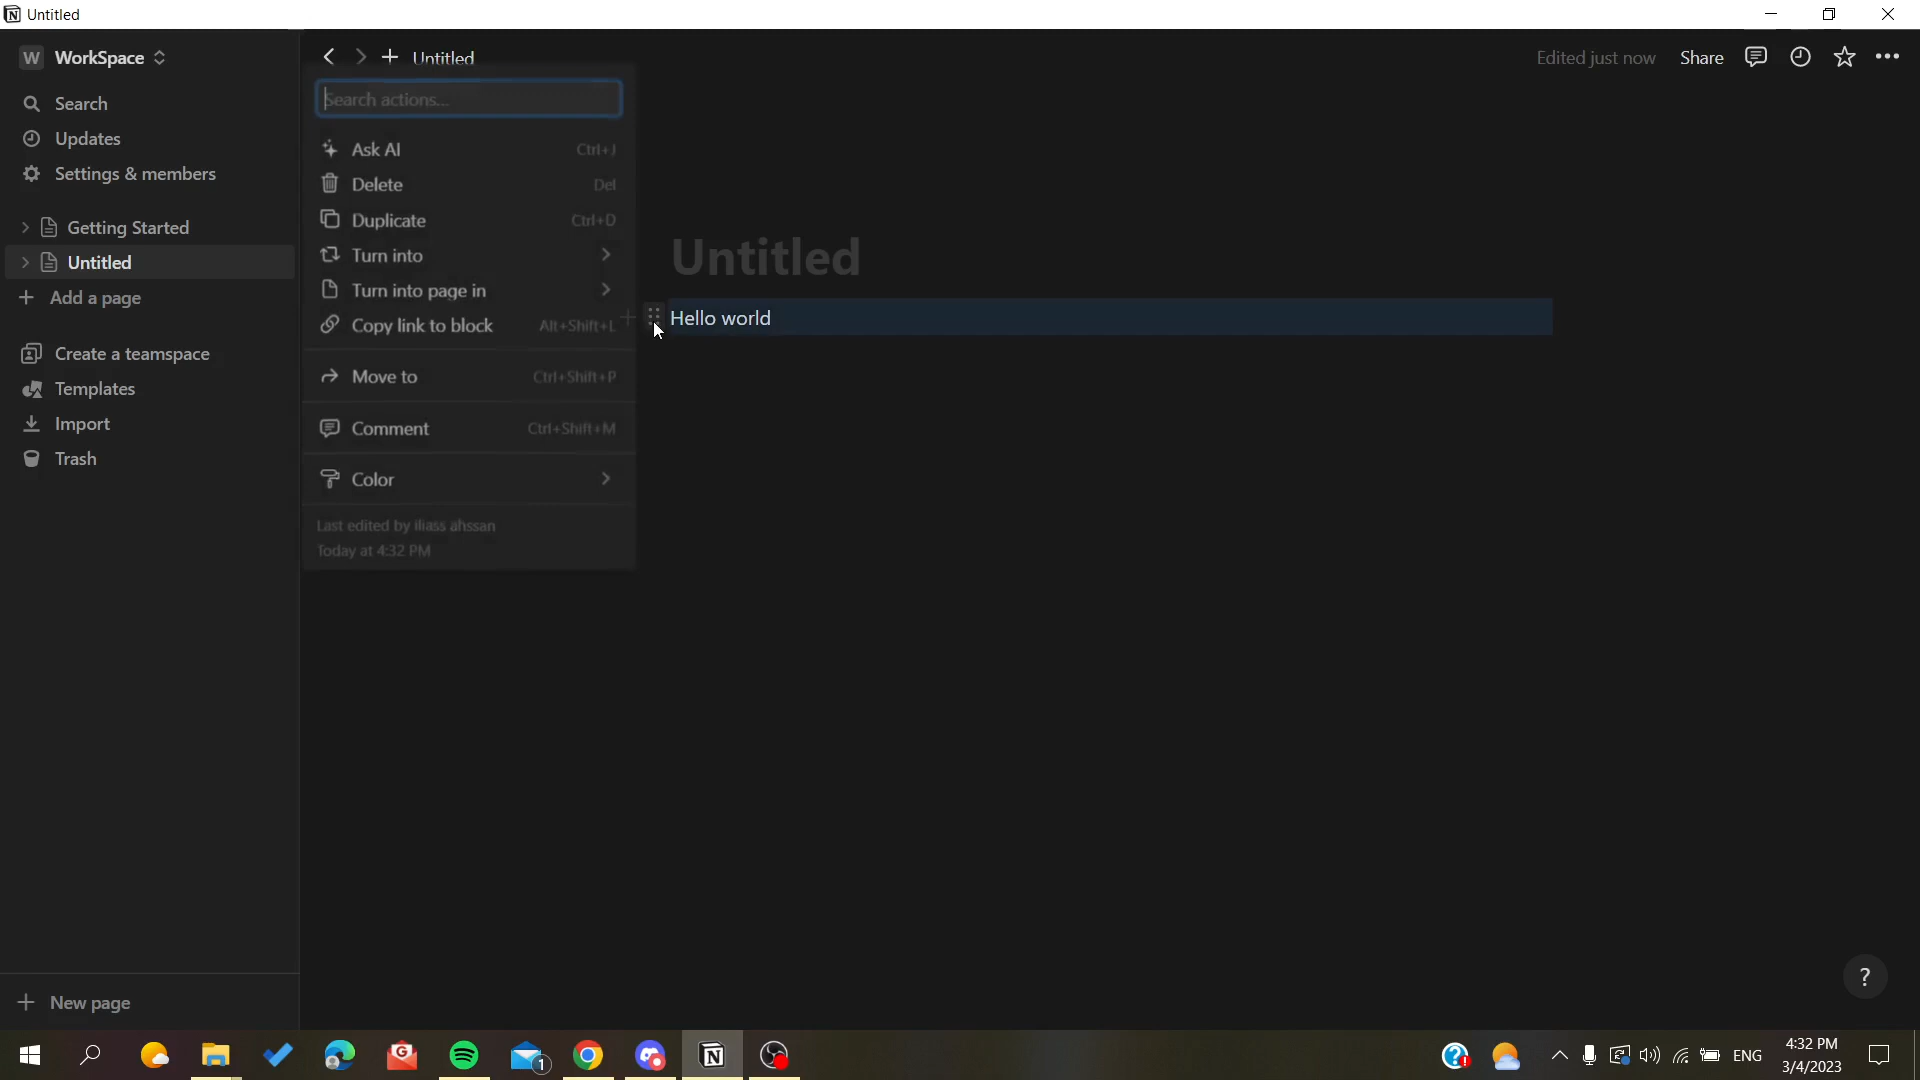 Untitled
W WorkSpace
Search
Updates
Settings & members
Getting Started
Untitled
Add a page
Create a teamspace
Templates
Import
Trash
New page
Untitled
Edited just now
Share
Search actions...
Ask AI Ctrl+J
Delete Del
Duplicate Ctrl+D
Turn into
Turn into page in
Copy link to block Alt+Shift+L
Move to Ctrl+Shift+P
Comment Ctrl+Shift+M
Color
Last edited by iliass ahssan
Today at 4:32 PM
Untitled
Hello world
?
1
ENG
4:32 PM
3/4/2023